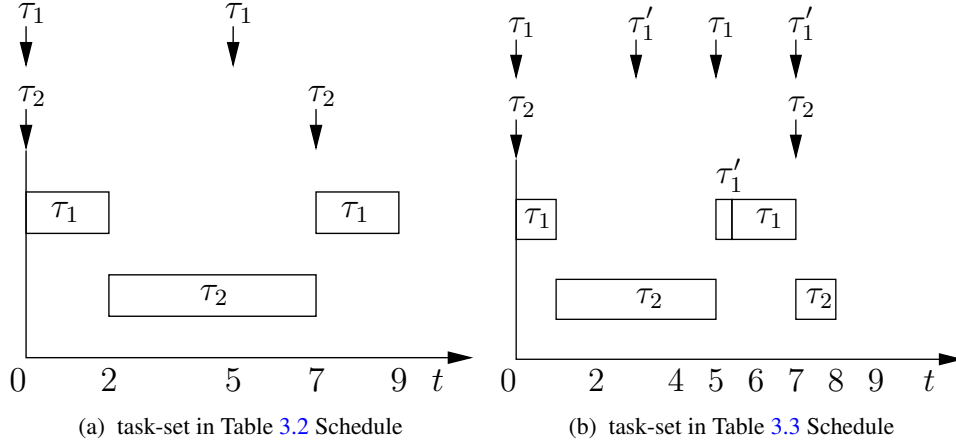 τ1 τ1
τ2 τ2
τ1 τ1
τ2
0 2 5 7 9 t
(a) task-set in Table 3.2 Schedule
τ1 τ1′ τ1 τ1′
τ2 τ2
τ1′
τ1 τ1
τ2 τ2
0 2 4 5 6 7 8 9 t
(b) task-set in Table 3.3 Schedule